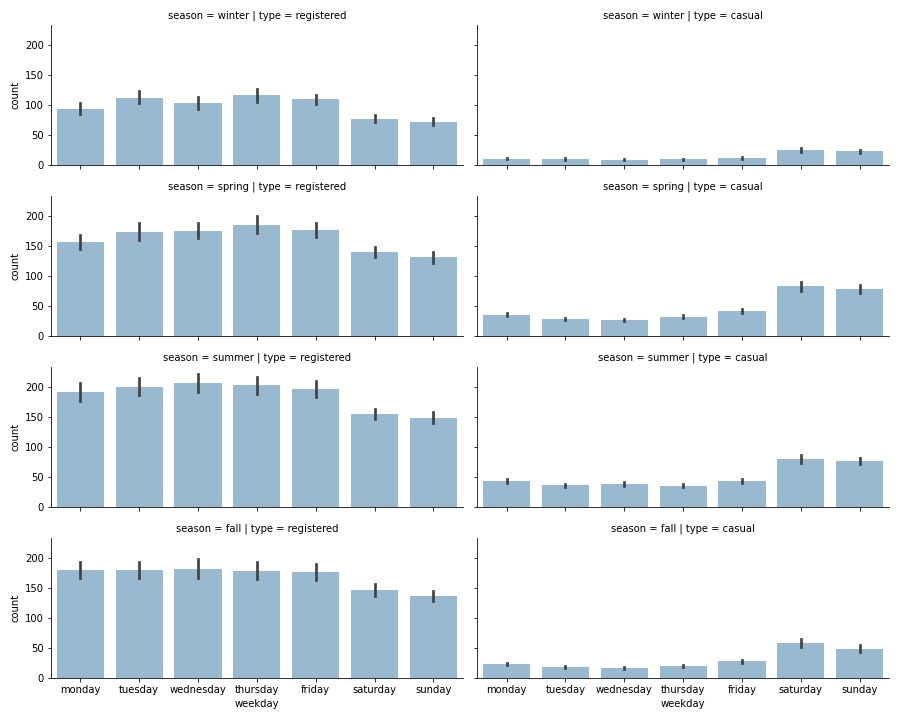 season = winter | type = registered
season = winter | type = casual
200
150
100
50
0
count
season = spring | type = registered
season = spring | type = casual
200
150
100
50
0
count
season = summer | type = registered
season = summer | type = casual
200
150
100
50
0
count
season = fall | type = registered
season = fall | type = casual
200
150
100
50
0
count
monday tuesday wednesday thursday friday saturday sunday
weekday
monday tuesday wednesday thursday friday saturday sunday
weekday